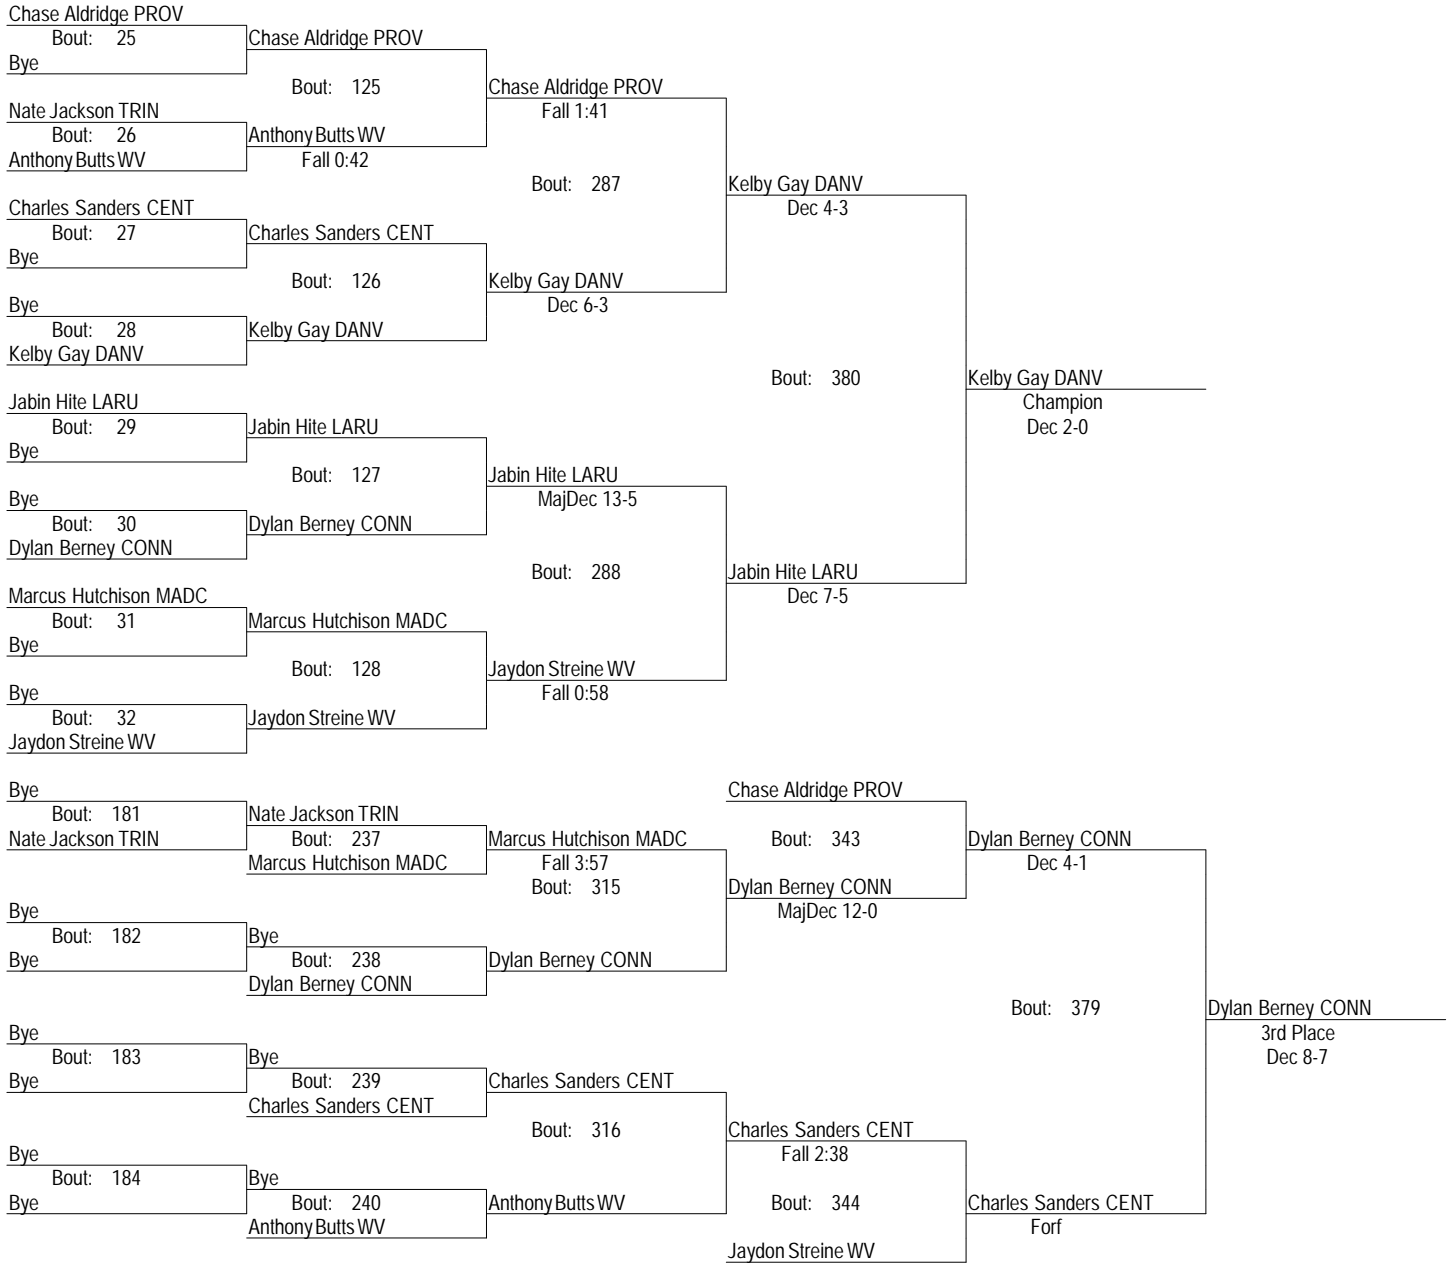 Chase Aldridge PROV
Bout: 25
Chase Aldridge PROV
Bye
Bout: 125
Chase Aldridge PROV
Nate Jackson TRIN
Fall 1:41
Bout: 26
Anthony Butts WV
Anthony Butts WV
Fall 0:42
Bout: 287
Kelby Gay DANV
Charles Sanders CENT
Dec 4-3
Bout: 27
Charles Sanders CENT
Bye
Bout: 126
Kelby Gay DANV
Bye
Dec 6-3
Bout: 28
Kelby Gay DANV
Kelby Gay DANV
Bout: 380
Kelby Gay DANV
Jabin Hite LARU
Champion
Bout: 29
Jabin Hite LARU
Dec 2-0
Bye
Bout: 127
Jabin Hite LARU
Bye
MajDec 13-5
Bout: 30
Dylan Berney CONN
Dylan Berney CONN
Bout: 288
Jabin Hite LARU
Marcus Hutchison MADC
Dec 7-5
Bout: 31
Marcus Hutchison MADC
Bye
Bout: 128
Jaydon Streine WV
Bye
Fall 0:58
Bout: 32
Jaydon Streine WV
Jaydon Streine WV
Bye
Chase Aldridge PROV
Bout: 181
Nate Jackson TRIN
Nate Jackson TRIN
Bout: 237
Marcus Hutchison MADC
Bout: 343
Dylan Berney CONN
Marcus Hutchison MADC
Fall 3:57
Dec 4-1
Bout: 315
Dylan Berney CONN
Bye
MajDec 12-0
Bout: 182
Bye
Bye
Bout: 238
Dylan Berney CONN
Dylan Berney CONN
Bout: 379
Dylan Berney CONN
Bye
3rd Place
Bout: 183
Bye
Dec 8-7
Bye
Bout: 239
Charles Sanders CENT
Charles Sanders CENT
Bout: 316
Charles Sanders CENT
Bye
Fall 2:38
Bout: 184
Bye
Bye
Bout: 240
Anthony Butts WV
Bout: 344
Charles Sanders CENT
Anthony Butts WV
Forf
Jaydon Streine WV